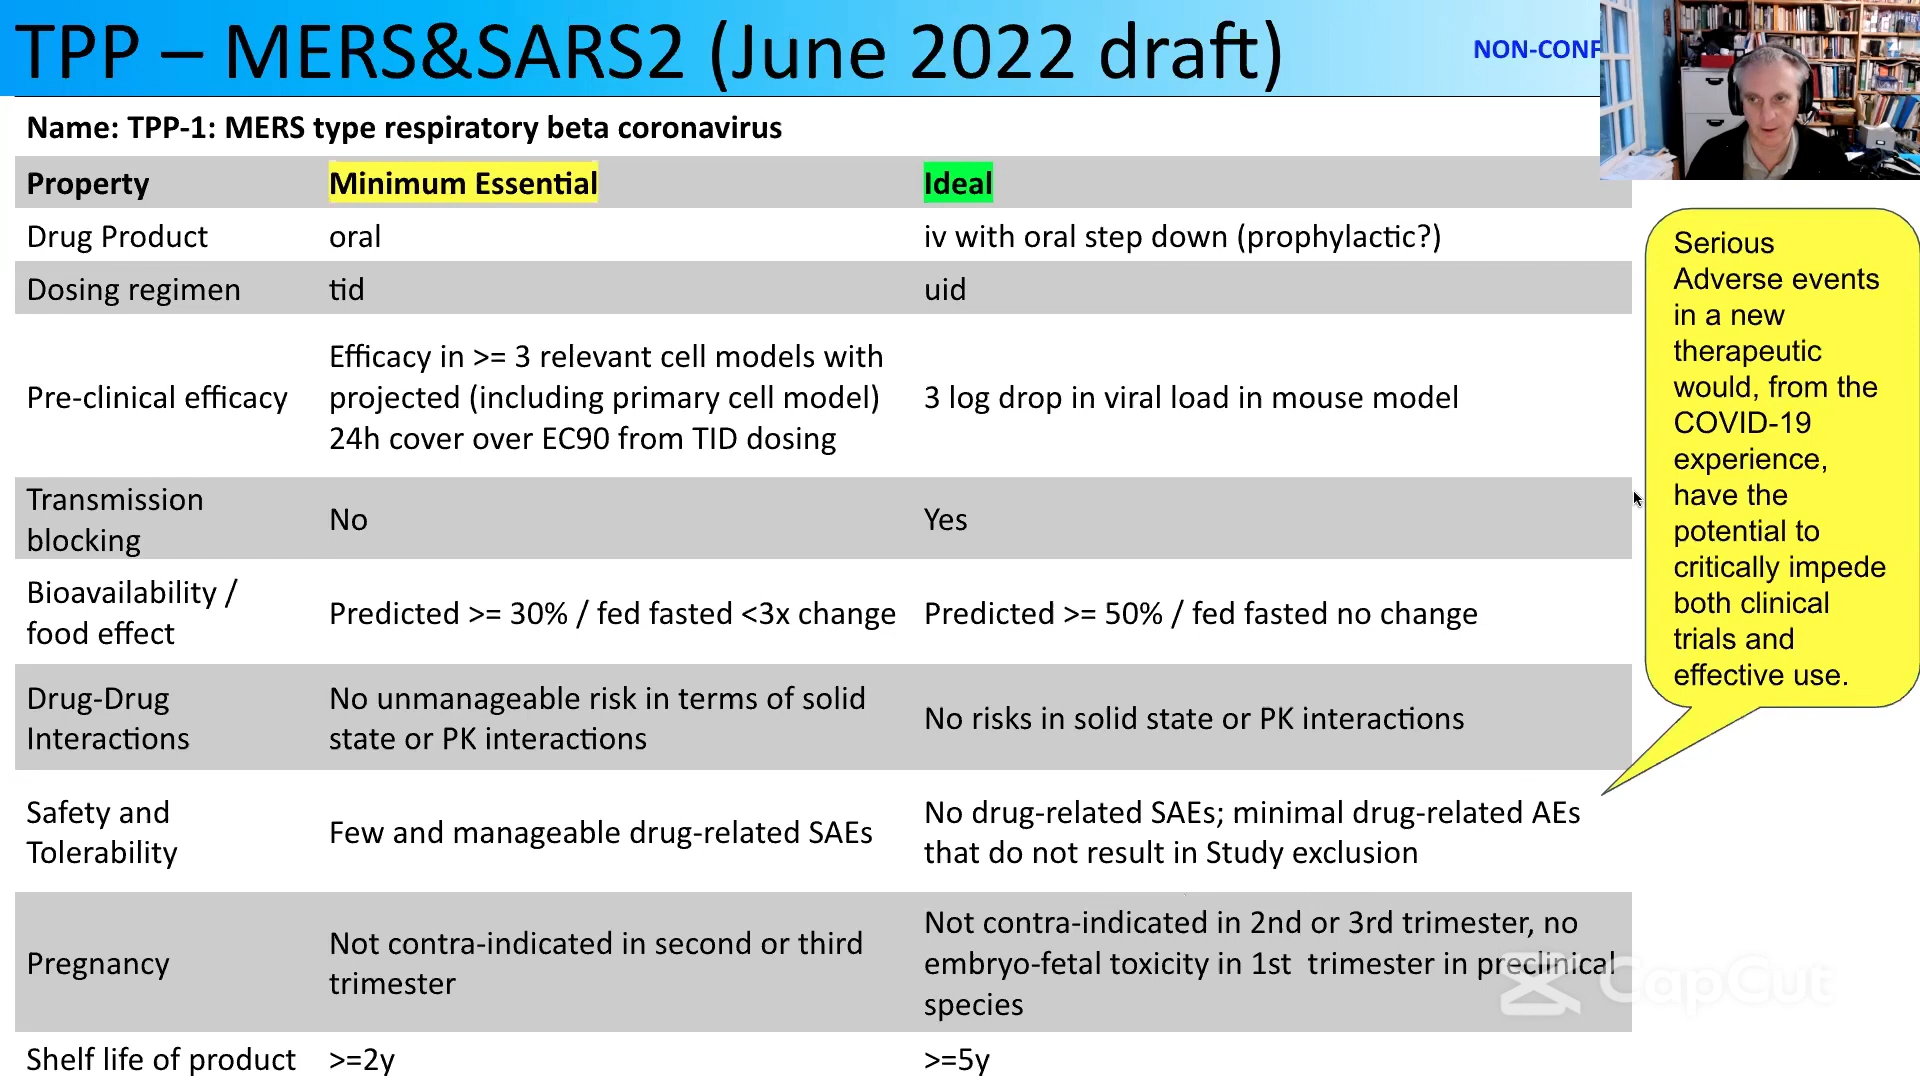 TPP – MERS&SARS2 (June 2022 draft)
NON-CONF
Name: TPP-1: MERS type respiratory beta coronavirus
Property
Minimum Essential
Ideal
Drug Product
oral
iv with oral step down (prophylactic?)
Dosing regimen
tid
uid
Pre-clinical efficacy
Efficacy in >= 3 relevant cell models with
projected (including primary cell model)
24h cover over EC90 from TID dosing
3 log drop in viral load in mouse model
Transmission
blocking
No
Yes
Bioavailability /
food effect
Predicted >= 30% / fed fasted <3x change
Predicted >= 50% / fed fasted no change
Drug-Drug
Interactions
No unmanageable risk in terms of solid
state or PK interactions
No risks in solid state or PK interactions
Safety and
Tolerability
Few and manageable drug-related SAEs
No drug-related SAEs; minimal drug-related AEs
that do not result in Study exclusion
Pregnancy
Not contra-indicated in second or third
trimester
Not contra-indicated in 2nd or 3rd trimester, no
embryo-fetal toxicity in 1st  trimester in preclinical
species
Shelf life of product
>=2y
>=5y
Serious
Adverse events
in a new
therapeutic
would, from the
COVID-19
experience,
have the
potential to
critically impede
both clinical
trials and
effective use.
CapCut